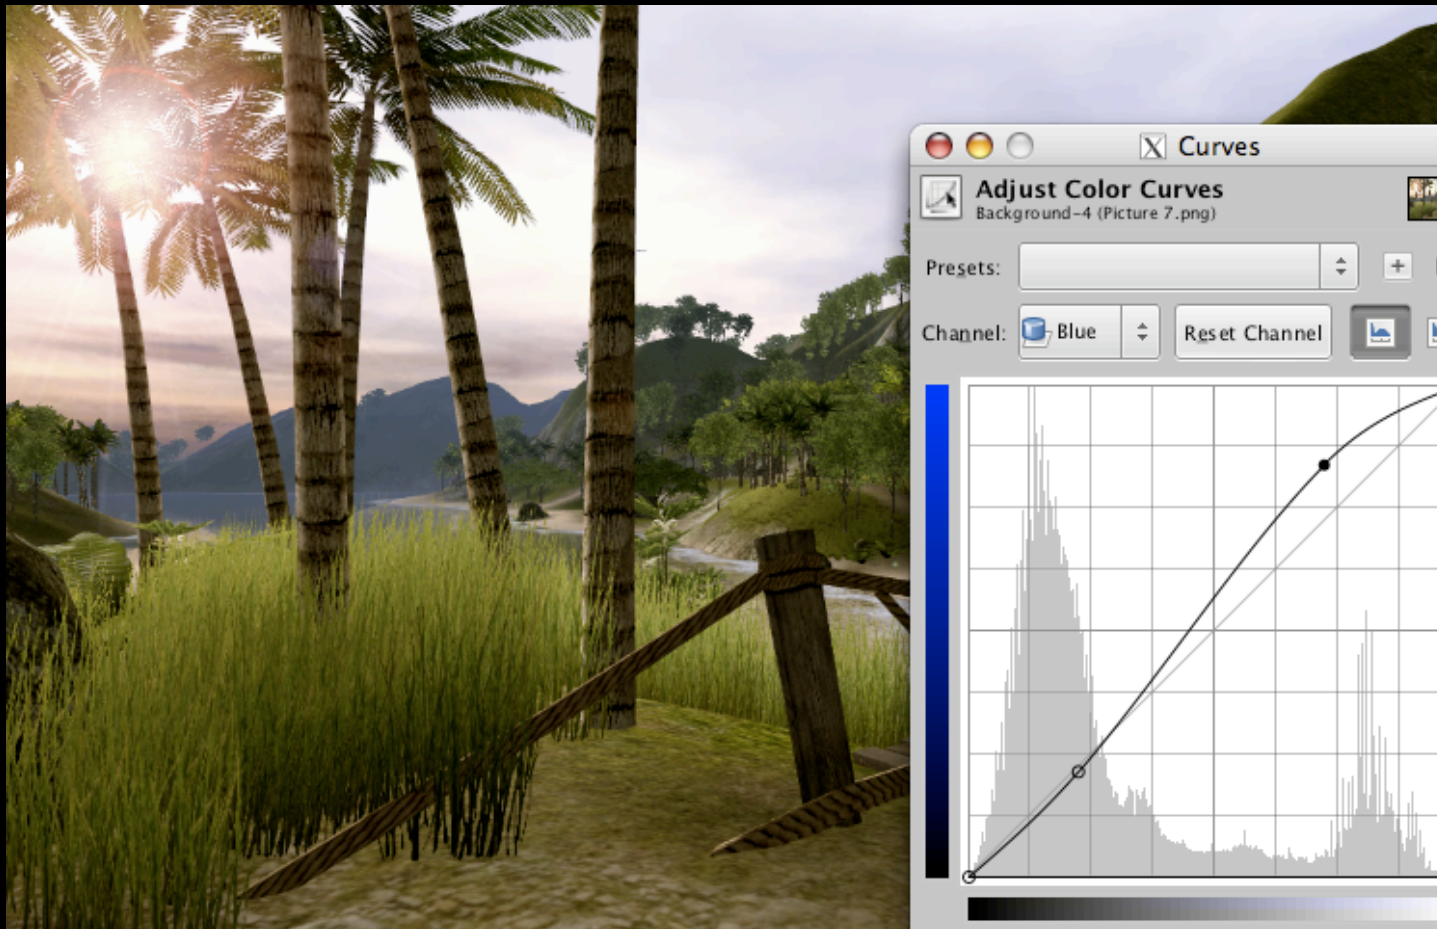 Curves
Adjust Color Curves
Background-4 (Picture 7.png)
Presets:
Channel: Blue Reset Channel